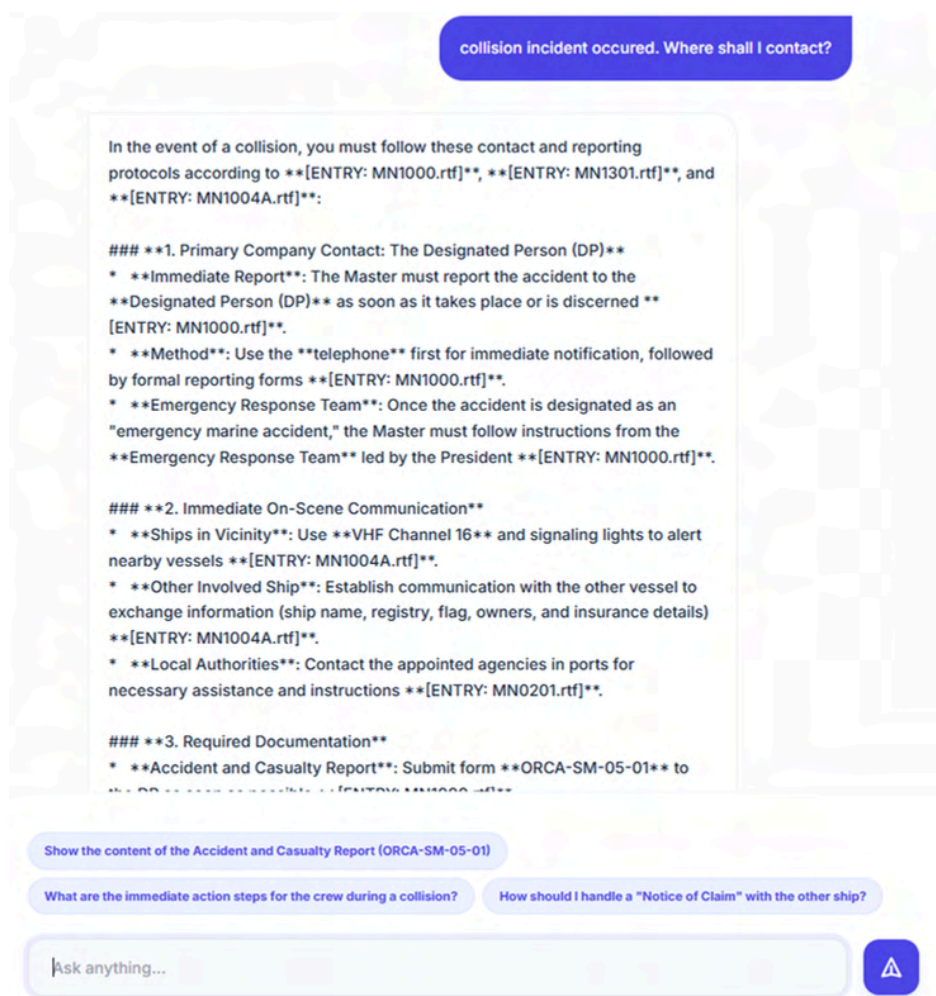 collision incident occured. Where shall I contact?
In the event of a collision, you must follow these contact and reporting
protocols according to **[ENTRY: MN1000.rtf]**, **[ENTRY: MN1301.rtf]**, and
**[ENTRY: MN1004A.rtf]**:
### **1. Primary Company Contact: The Designated Person (DP)**
* **Immediate Report**: The Master must report the accident to the
**Designated Person (DP)** as soon as it takes place or is discerned **
[ENTRY: MN1000.rtf]**.
* **Method**: Use the **telephone** first for immediate notification, followed
by formal reporting forms **[ENTRY: MN1000.rtf]**.
* **Emergency Response Team**: Once the accident is designated as an
"emergency marine accident," the Master must follow instructions from the
**Emergency Response Team** led by the President **[ENTRY: MN1000.rtf]**.
### **2. Immediate On-Scene Communication**
* **Ships in Vicinity**: Use **VHF Channel 16** and signaling lights to alert
nearby vessels **[ENTRY: MN1004A.rtf]**.
* **Other Involved Ship**: Establish communication with the other vessel to
exchange information (ship name, registry, flag, owners, and insurance details)
**[ENTRY: MN1004A.rtf]**.
* **Local Authorities**: Contact the appointed agencies in ports for
necessary assistance and instructions **[ENTRY: MN0201.rtf]**.
### **3. Required Documentation**
* **Accident and Casualty Report**: Submit form **ORCA-SM-05-01** to
Show the content of the Accident and Casualty Report (ORCA-SM-05-01)
What are the immediate action steps for the crew during a collision?
How should I handle a "Notice of Claim" with the other ship?
Ask anything...